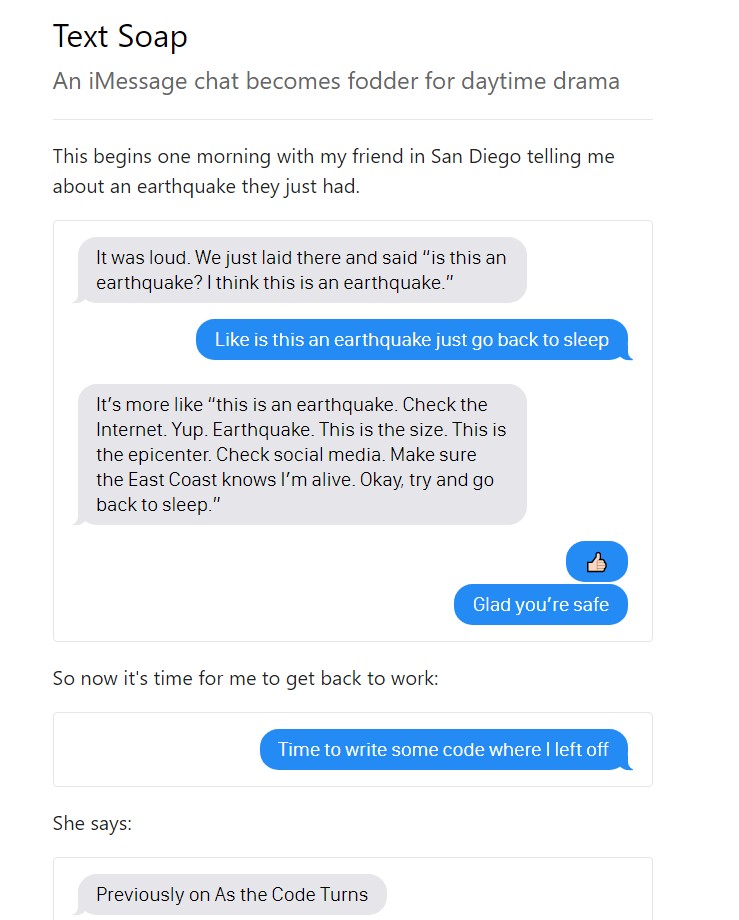 Text Soap
An iMessage chat becomes fodder for daytime drama
This begins one morning with my friend in San Diego telling me
about an earthquake they just had.
It was loud. We just laid there and said “is this an
earthquake? I think this is an earthquake.”
Like is this an earthquake just go back to sleep
It’s more like “this is an earthquake. Check the
Internet. Yup. Earthquake. This is the size. This is
the epicenter. Check social media. Make sure
the East Coast knows I’m alive. Okay, try and go
back to sleep.”
👍🏻
Glad you’re safe
So now it's time for me to get back to work:
Time to write some code where I left off
She says:
Previously on As the Code Turns